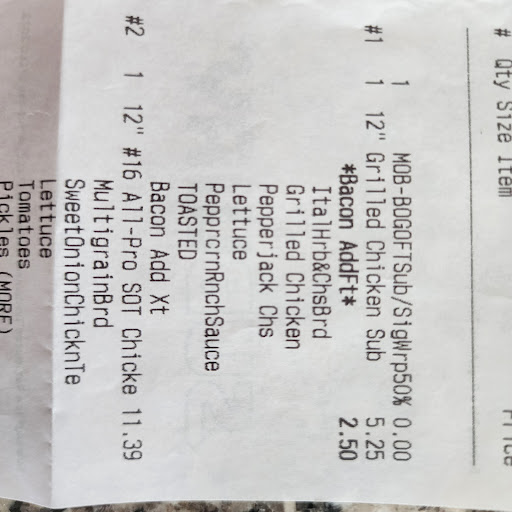 # Qty Size Item Price
1 MOB-BOGOFTSub/SigWrp50% 0.00
#1 1 12" Grilled Chicken Sub 5.25
*Bacon AddFt* 2.50
ItalHrb&ChsBrd
Grilled Chicken
Pepperjack Chs
Lettuce
PepprCrnRnchSauce
TOASTED
Bacon Add Xt
#2 1 12" #16 All-Pro SOT Chicke 11.39
MultigrainBrd
SweetOnionChicknTe
Lettuce
Tomatoes
Pickles (MORE)